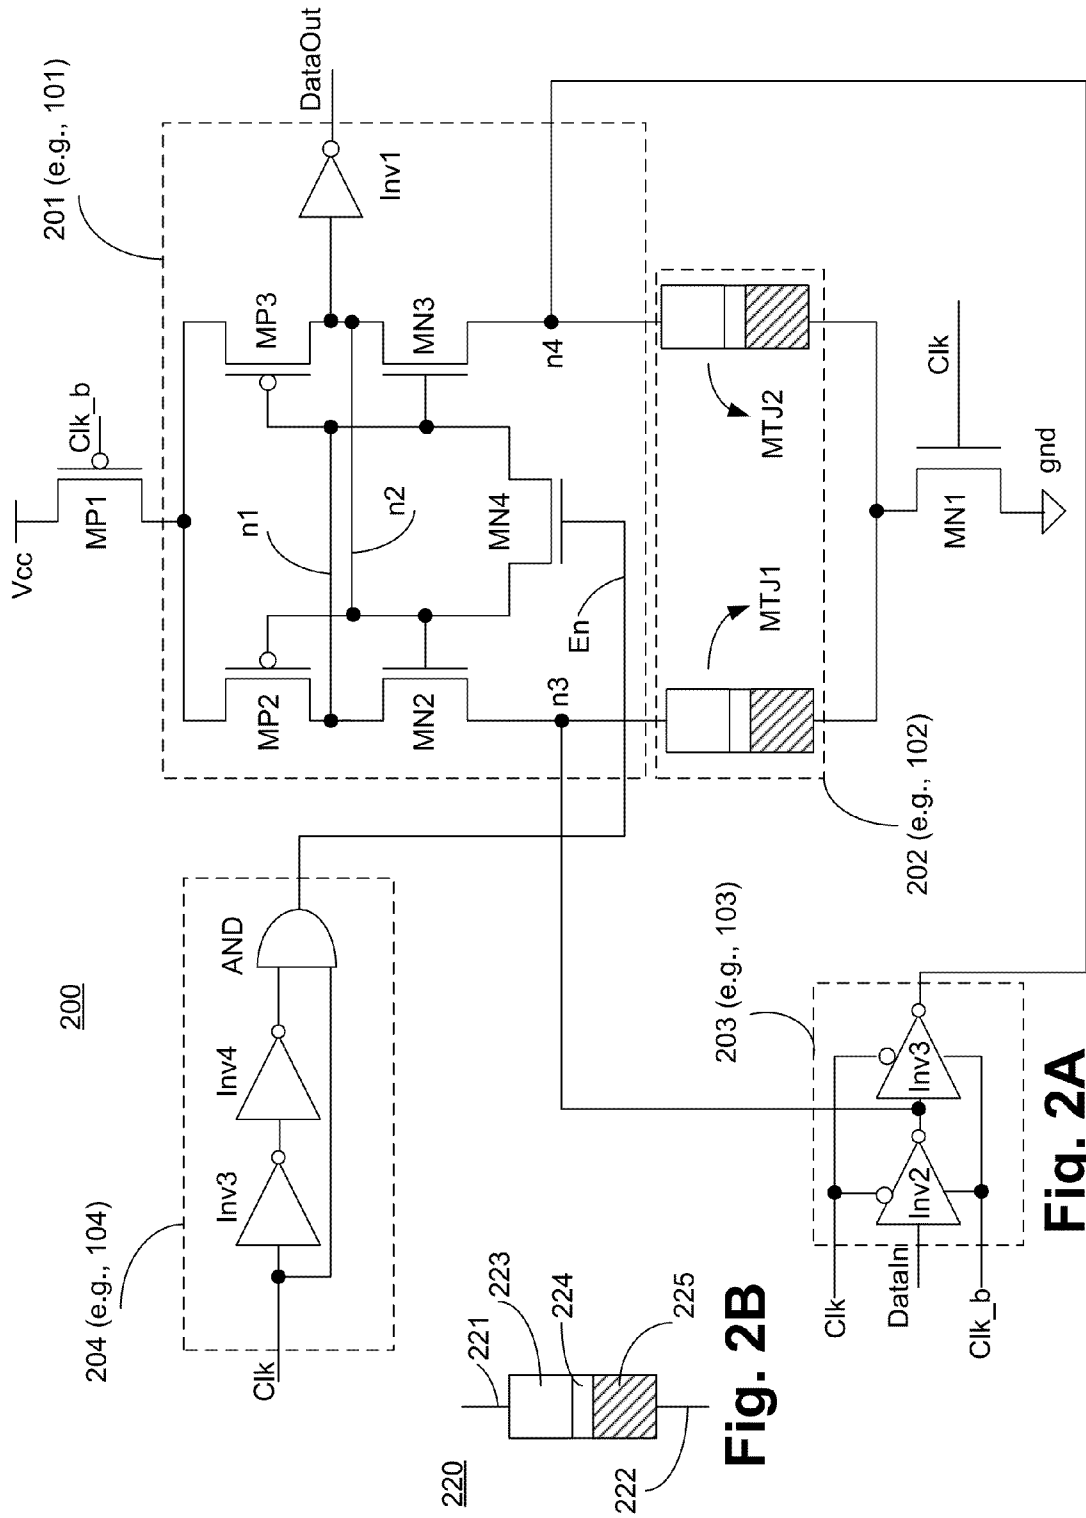 200
201 (e.g., 101)
Vcc
MP1
Clk_b
MP2
MP3
n1
n2
MN2
MN3
MN4
Inv1
DataOut
En
n3
n4
204 (e.g., 104)
Clk
Inv3
Inv4
AND
MTJ1
MTJ2
202 (e.g., 102)
MN1
Clk
gnd
203 (e.g., 103)
Clk
DataIn
Clk_b
Inv2
Inv3
Fig. 2A
220
221
222
223
224
225
Fig. 2B